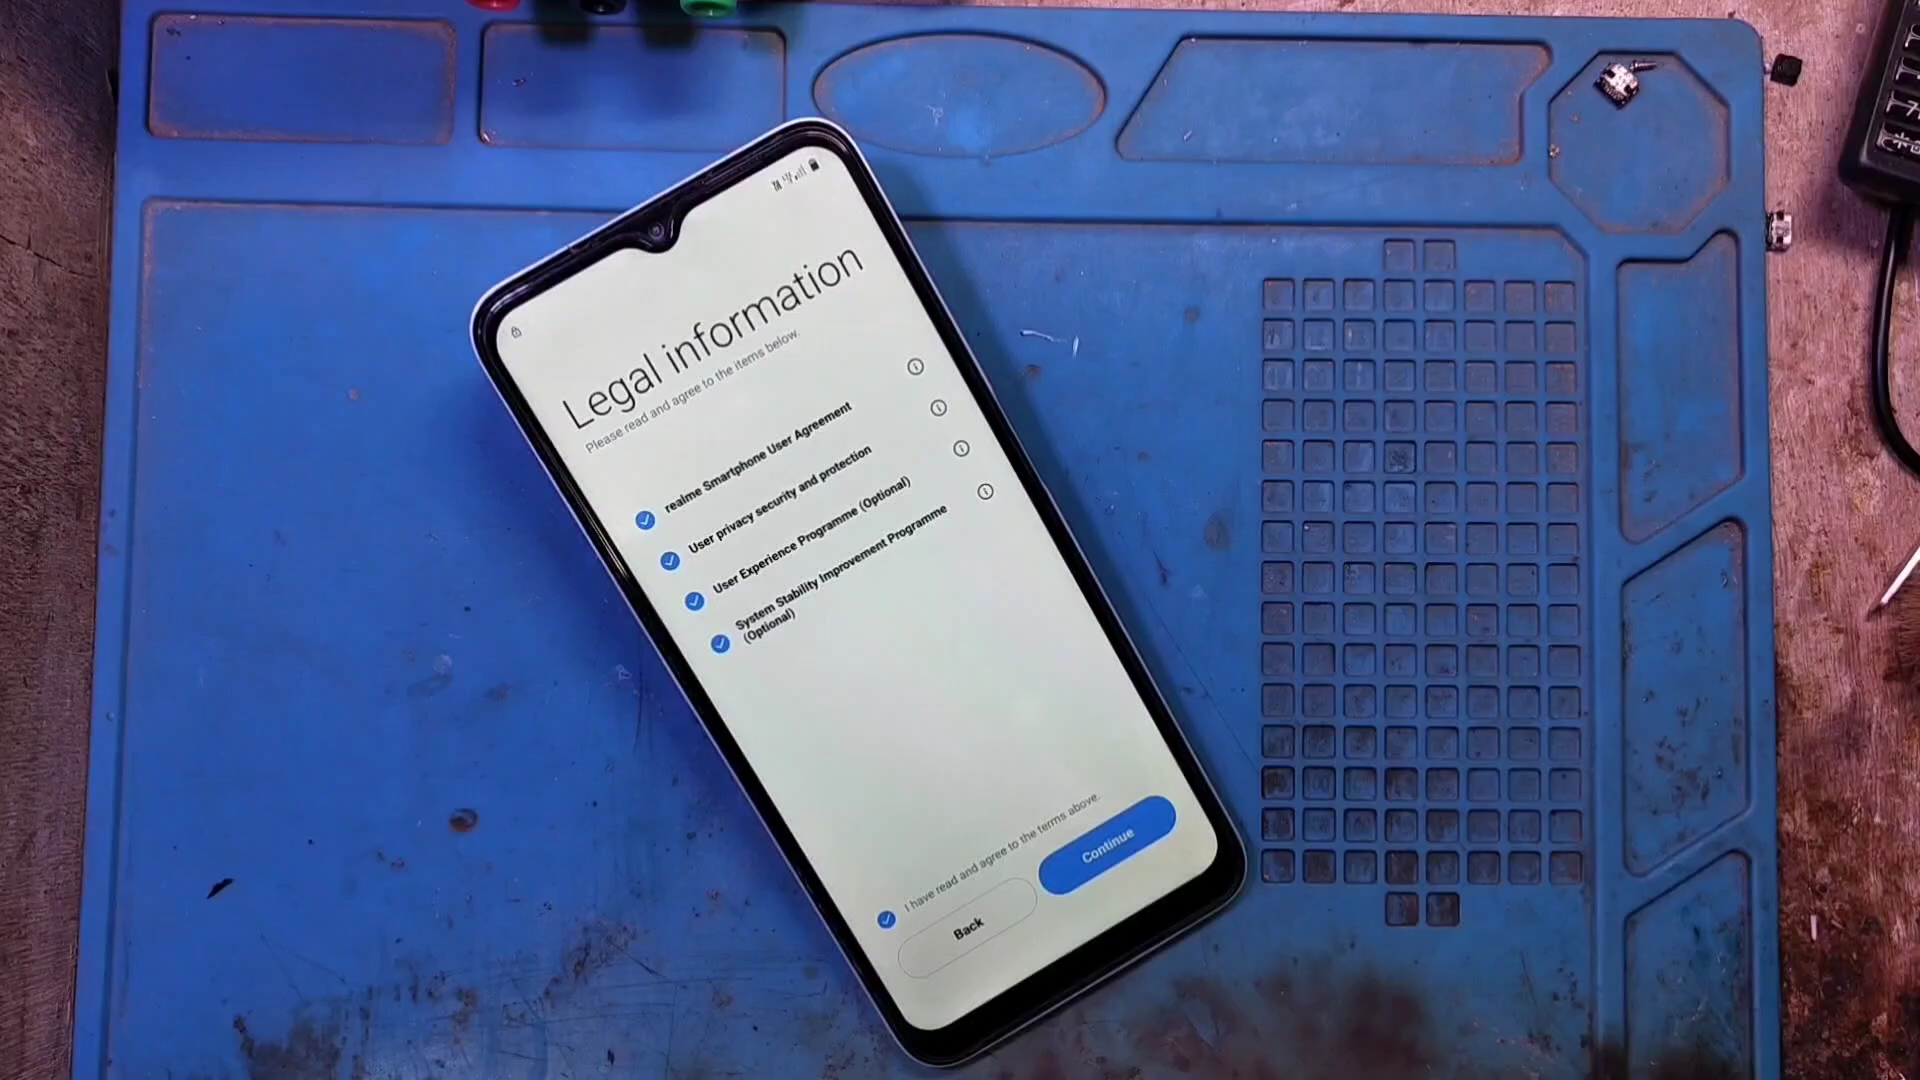 Legal information
Please read and agree to the items below.
realme Smartphone User Agreement
User privacy security and protection
User Experience Programme (Optional)
System Stability Improvement Programme
(Optional)
I have read and agree to the terms above.
Back
Continue